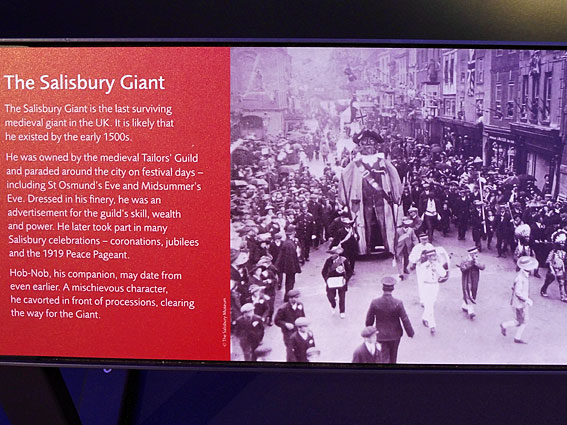 The Salisbury Giant
The Salisbury Giant is the last surviving
medieval giant in the UK. It is likely that
he existed by the early 1500s.
He was owned by the medieval Tailors' Guild
and paraded around the city on festival days –
including St Osmund's Eve and Midsummer's
Eve. Dressed in his finery, he was an
advertisement for the guild's skill, wealth
and power. He later took part in many
Salisbury celebrations – coronations, jubilees
and the 1919 Peace Pageant.
Hob-Nob, his companion, may date from
even earlier. A mischievous character,
he cavorted in front of processions, clearing
the way for the Giant.
© The Salisbury Museum